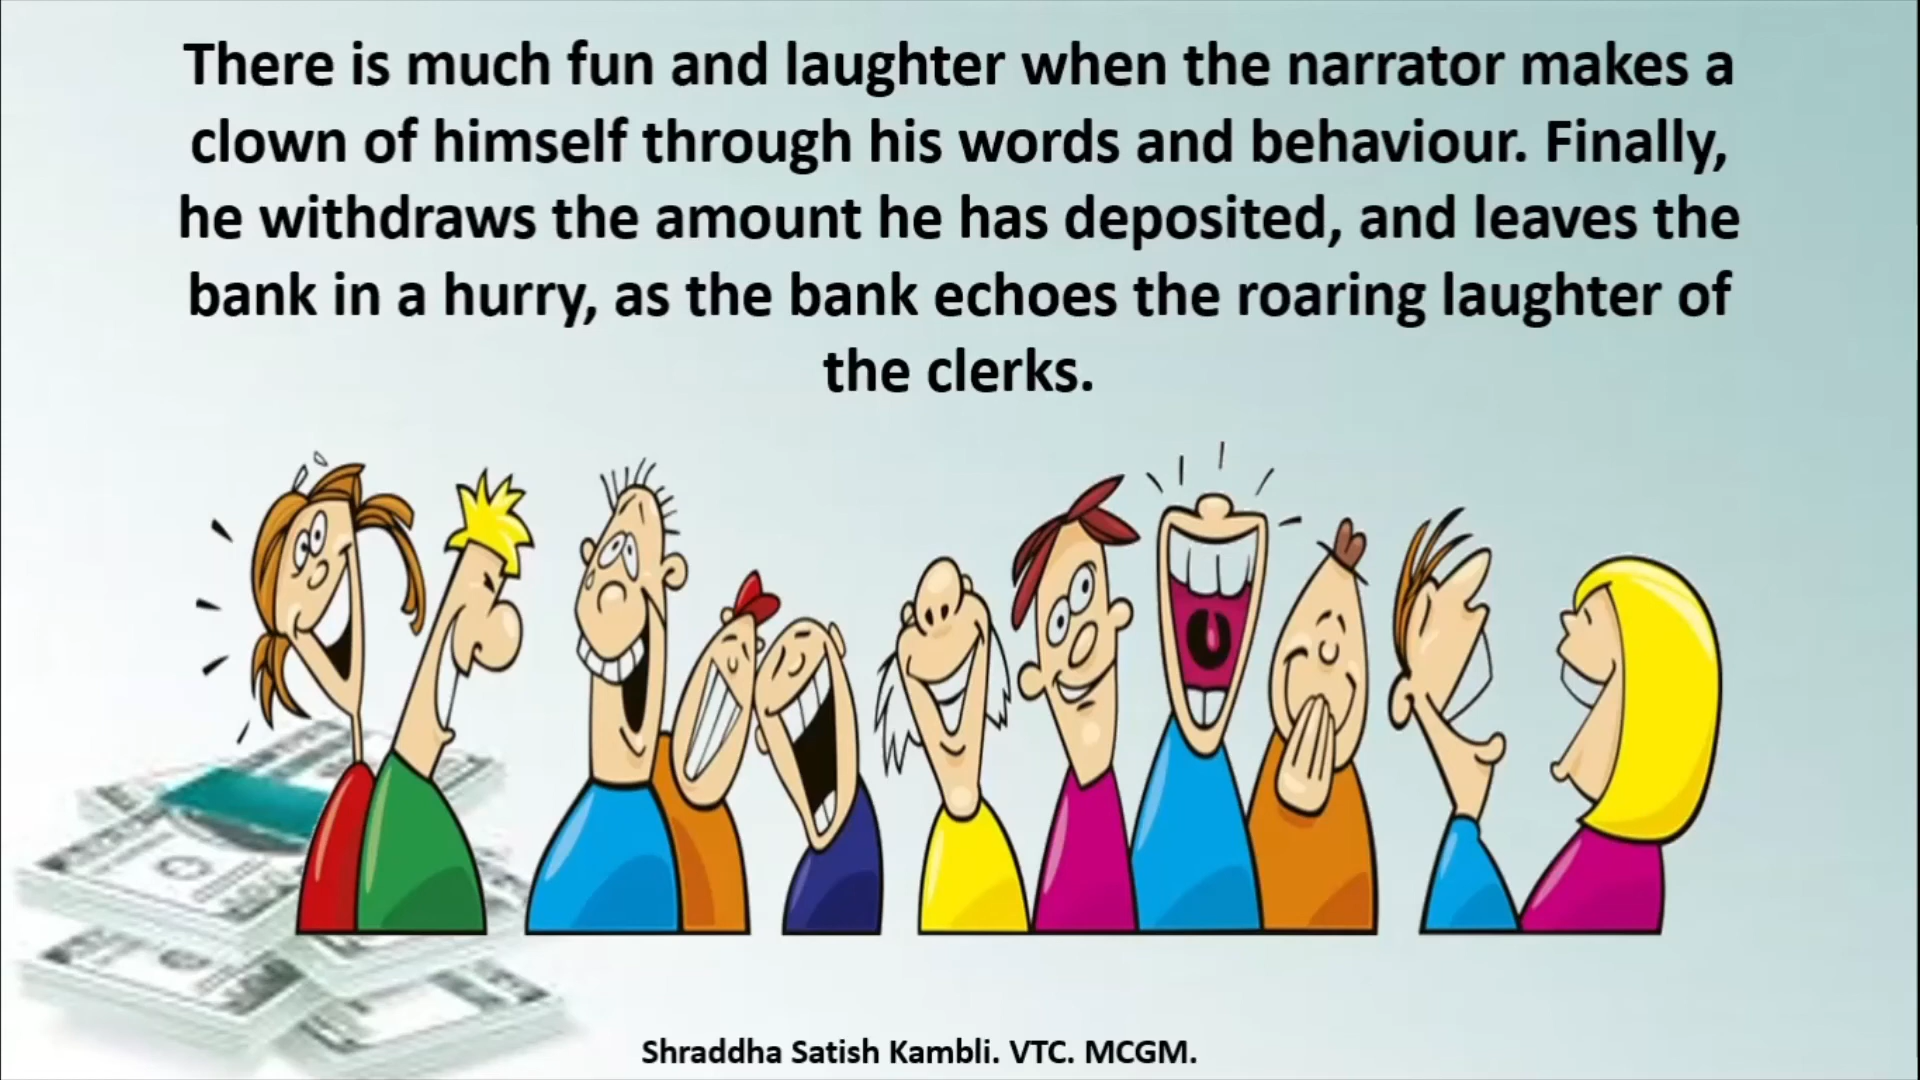 There is much fun and laughter when the narrator makes a
clown of himself through his words and behaviour. Finally,
he withdraws the amount he has deposited, and leaves the
bank in a hurry, as the bank echoes the roaring laughter of
the clerks.
Shraddha Satish Kambli. VTC. MCGM.